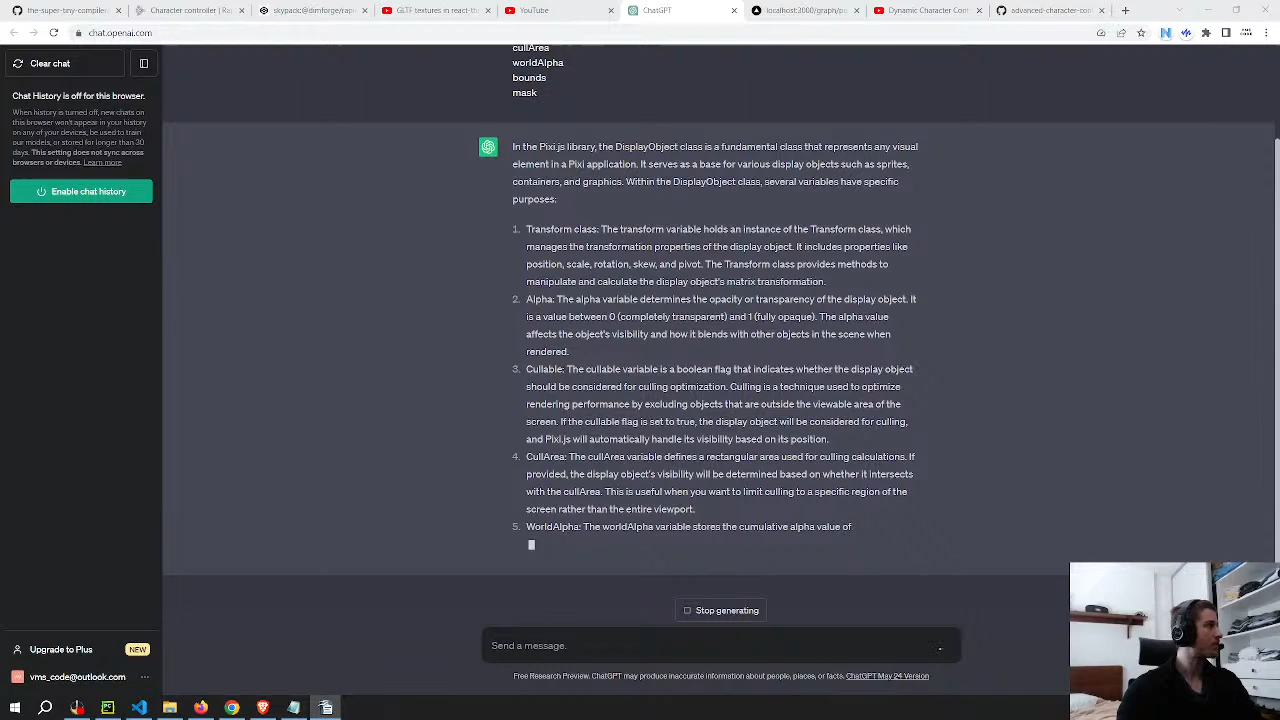 the-super-tiny-compiler
Character controller | Rap
skypack/@dimforge/rapi
GlTF textures in react-th
YouTube
ChatGPT
localhost:3000/graph/p
Dynamic Character Con
advanced-character-con
chat.openai.com
Clear chat
Chat History is off for this browser.
When history is turned off, new chats on
this browser won't appear in your history
on any of your devices, be used to train
our models, or stored for longer than 30
days. This setting does not sync across
browsers or devices. Learn more
Enable chat history
cullArea
worldAlpha
bounds
mask
In the Pixi.js library, the DisplayObject class is a fundamental class that represents any visual
element in a Pixi application. It serves as a base for various display objects such as sprites,
containers, and graphics. Within the DisplayObject class, several variables have specific
purposes:
1. Transform class: The transform variable holds an instance of the Transform class, which
manages the transformation properties of the display object. It includes properties like
position, scale, rotation, skew, and pivot. The Transform class provides methods to
manipulate and calculate the display object's matrix transformation.
2. Alpha: The alpha variable determines the opacity or transparency of the display object. It
is a value between 0 (completely transparent) and 1 (fully opaque). The alpha value
affects the object's visibility and how it blends with other objects in the scene when
rendered.
3. Cullable: The cullable variable is a boolean flag that indicates whether the display object
should be considered for culling optimization. Culling is a technique used to optimize
rendering performance by excluding objects that are outside the viewable area of the
screen. If the cullable flag is set to true, the display object will be considered for culling,
and Pixi.js will automatically handle its visibility based on its position.
4. CullArea: The cullArea variable defines a rectangular area used for culling calculations. If
provided, the display object's visibility will be determined based on whether it intersects
with the cullArea. This is useful when you want to limit culling to a specific region of the
screen rather than the entire viewport.
5. WorldAlpha: The worldAlpha variable stores the cumulative alpha value of
Stop generating
Send a message.
Free Research Preview. ChatGPT may produce inaccurate information about people, places, or facts. ChatGPT May 24 Version
Upgrade to Plus
NEW
vms_code@outlook.com